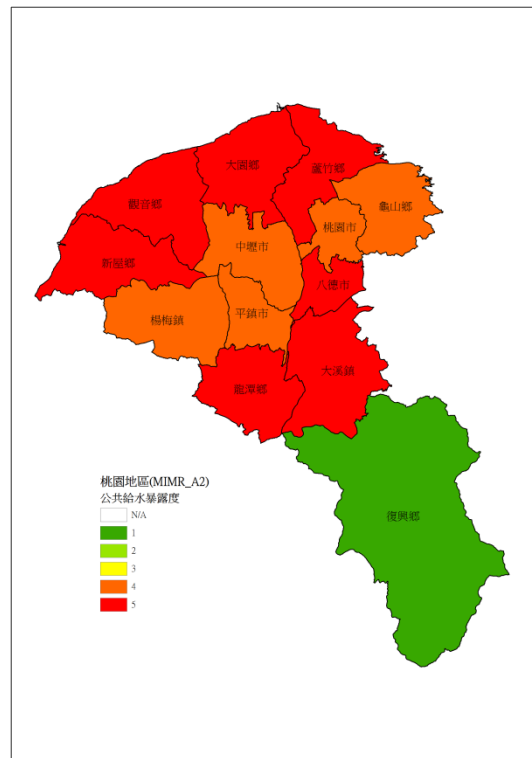 大園鄉
蘆竹鄉
龜山鄉
觀音鄉
桃園市
中壢市
新屋鄉
八德市
楊梅鎮
平鎮市
大溪鎮
龍潭鄉
復興鄉
桃園地區(MIMR_A2)
公共給水暴露度
N/A
1
2
3
4
5